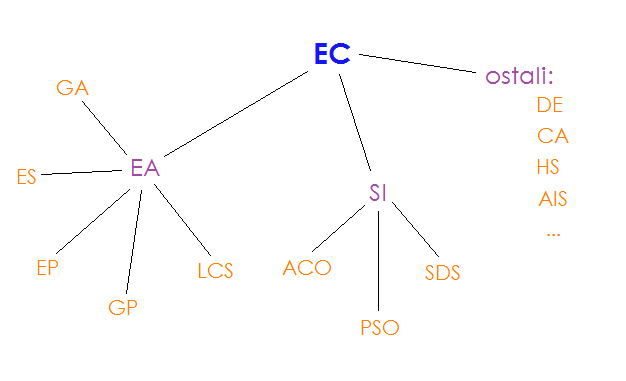 EC
ostali:
DE
CA
HS
AIS
...
EA
GA
ES
EP
GP
LCS
SI
ACO
PSO
SDS